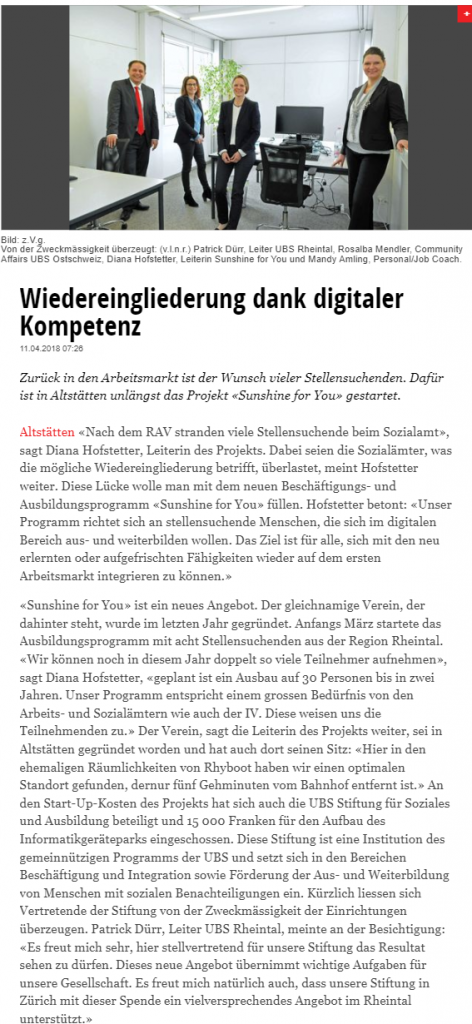 +
Bild: z.V.g.
Von der Zweckmässigkeit überzeugt: (v.l.n.r.) Patrick Dürr, Leiter UBS Rheintal, Rosalba Mendler, Community
Affairs UBS Ostschweiz, Diana Hofstetter, Leiterin Sunshine for You und Mandy Amling, Personal/Job Coach.
Wiedereingliederung dank digitaler
Kompetenz
11.04.2018 07:26
Zurück in den Arbeitsmarkt ist der Wunsch vieler Stellensuchenden. Dafür
ist in Altstätten unlängst das Projekt «Sunshine for You» gestartet.
Altstätten «Nach dem RAV stranden viele Stellensuchende beim Sozialamt»,
sagt Diana Hofstetter, Leiterin des Projekts. Dabei seien die Sozialämter, was
die mögliche Wiedereingliederung betrifft, überlastet, meint Hofstetter
weiter. Diese Lücke wolle man mit dem neuen Beschäftigungs- und
Ausbildungsprogramm «Sunshine for You» füllen. Hofstetter betont: «Unser
Programm richtet sich an stellensuchende Menschen, die sich im digitalen
Bereich aus- und weiterbilden wollen. Das Ziel ist für alle, sich mit den neu
erlernten oder aufgefrischten Fähigkeiten wieder auf dem ersten
Arbeitsmarkt integrieren zu können.»
«Sunshine for You» ist ein neues Angebot. Der gleichnamige Verein, der
dahinter steht, wurde im letzten Jahr gegründet. Anfangs März startete das
Ausbildungsprogramm mit acht Stellensuchenden aus der Region Rheintal.
«Wir können noch in diesem Jahr doppelt so viele Teilnehmer aufnehmen»,
sagt Diana Hofstetter, «geplant ist ein Ausbau auf 30 Personen bis in zwei
Jahren. Unser Programm entspricht einem grossen Bedürfnis von den
Arbeits- und Sozialämtern wie auch der IV. Diese weisen uns die
Teilnehmenden zu.» Der Verein, sagt die Leiterin des Projekts weiter, sei in
Altstätten gegründet worden und hat auch dort seinen Sitz: «Hier in den
ehemaligen Räumlichkeiten von Rhyboot haben wir einen optimalen
Standort gefunden, dernur fünf Gehminuten vom Bahnhof entfernt ist.» An
den Start-Up-Kosten des Projekts hat sich auch die UBS Stiftung für Soziales
und Ausbildung beteiligt und 15 000 Franken für den Aufbau des
Informatikgeräteparks eingeschossen. Diese Stiftung ist eine Institution des
gemeinnützigen Programms der UBS und setzt sich in den Bereichen
Beschäftigung und Integration sowie Förderung der Aus- und Weiterbildung
von Menschen mit sozialen Benachteiligungen ein. Kürzlich liessen sich
Vertretende der Stiftung von der Zweckmässigkeit der Einrichtungen
überzeugen. Patrick Dürr, Leiter UBS Rheintal, meinte an der Besichtigung:
«Es freut mich sehr, hier stellvertretend für unsere Stiftung das Resultat
sehen zu dürfen. Dieses neue Angebot übernimmt wichtige Aufgaben für
unsere Gesellschaft. Es freut mich natürlich auch, dass unsere Stiftung in
Zürich mit dieser Spende ein vielversprechendes Angebot im Rheintal
unterstützt.»